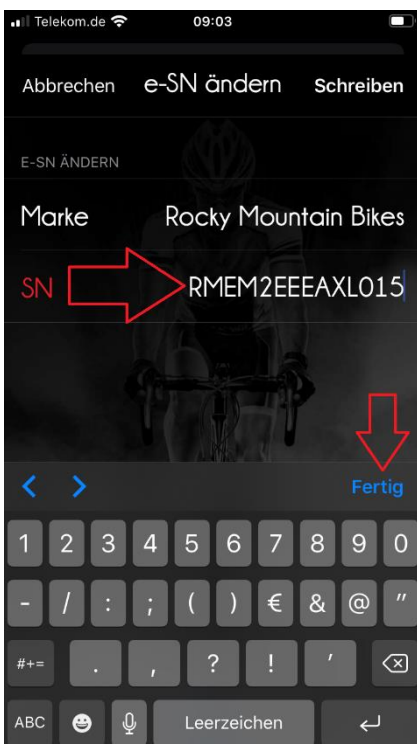 Telekom.de 09:03
Abbrechen e-SN ändern Schreiben
E-SN ÄNDERN
Marke Rocky Mountain Bikes
SN RMEM2EEEAXL015
Fertig
1 2 3 4 5 6 7 8 9 0
- / : ; ( ) € & @ "
#+= . , ? ! '
ABC Leerzeichen